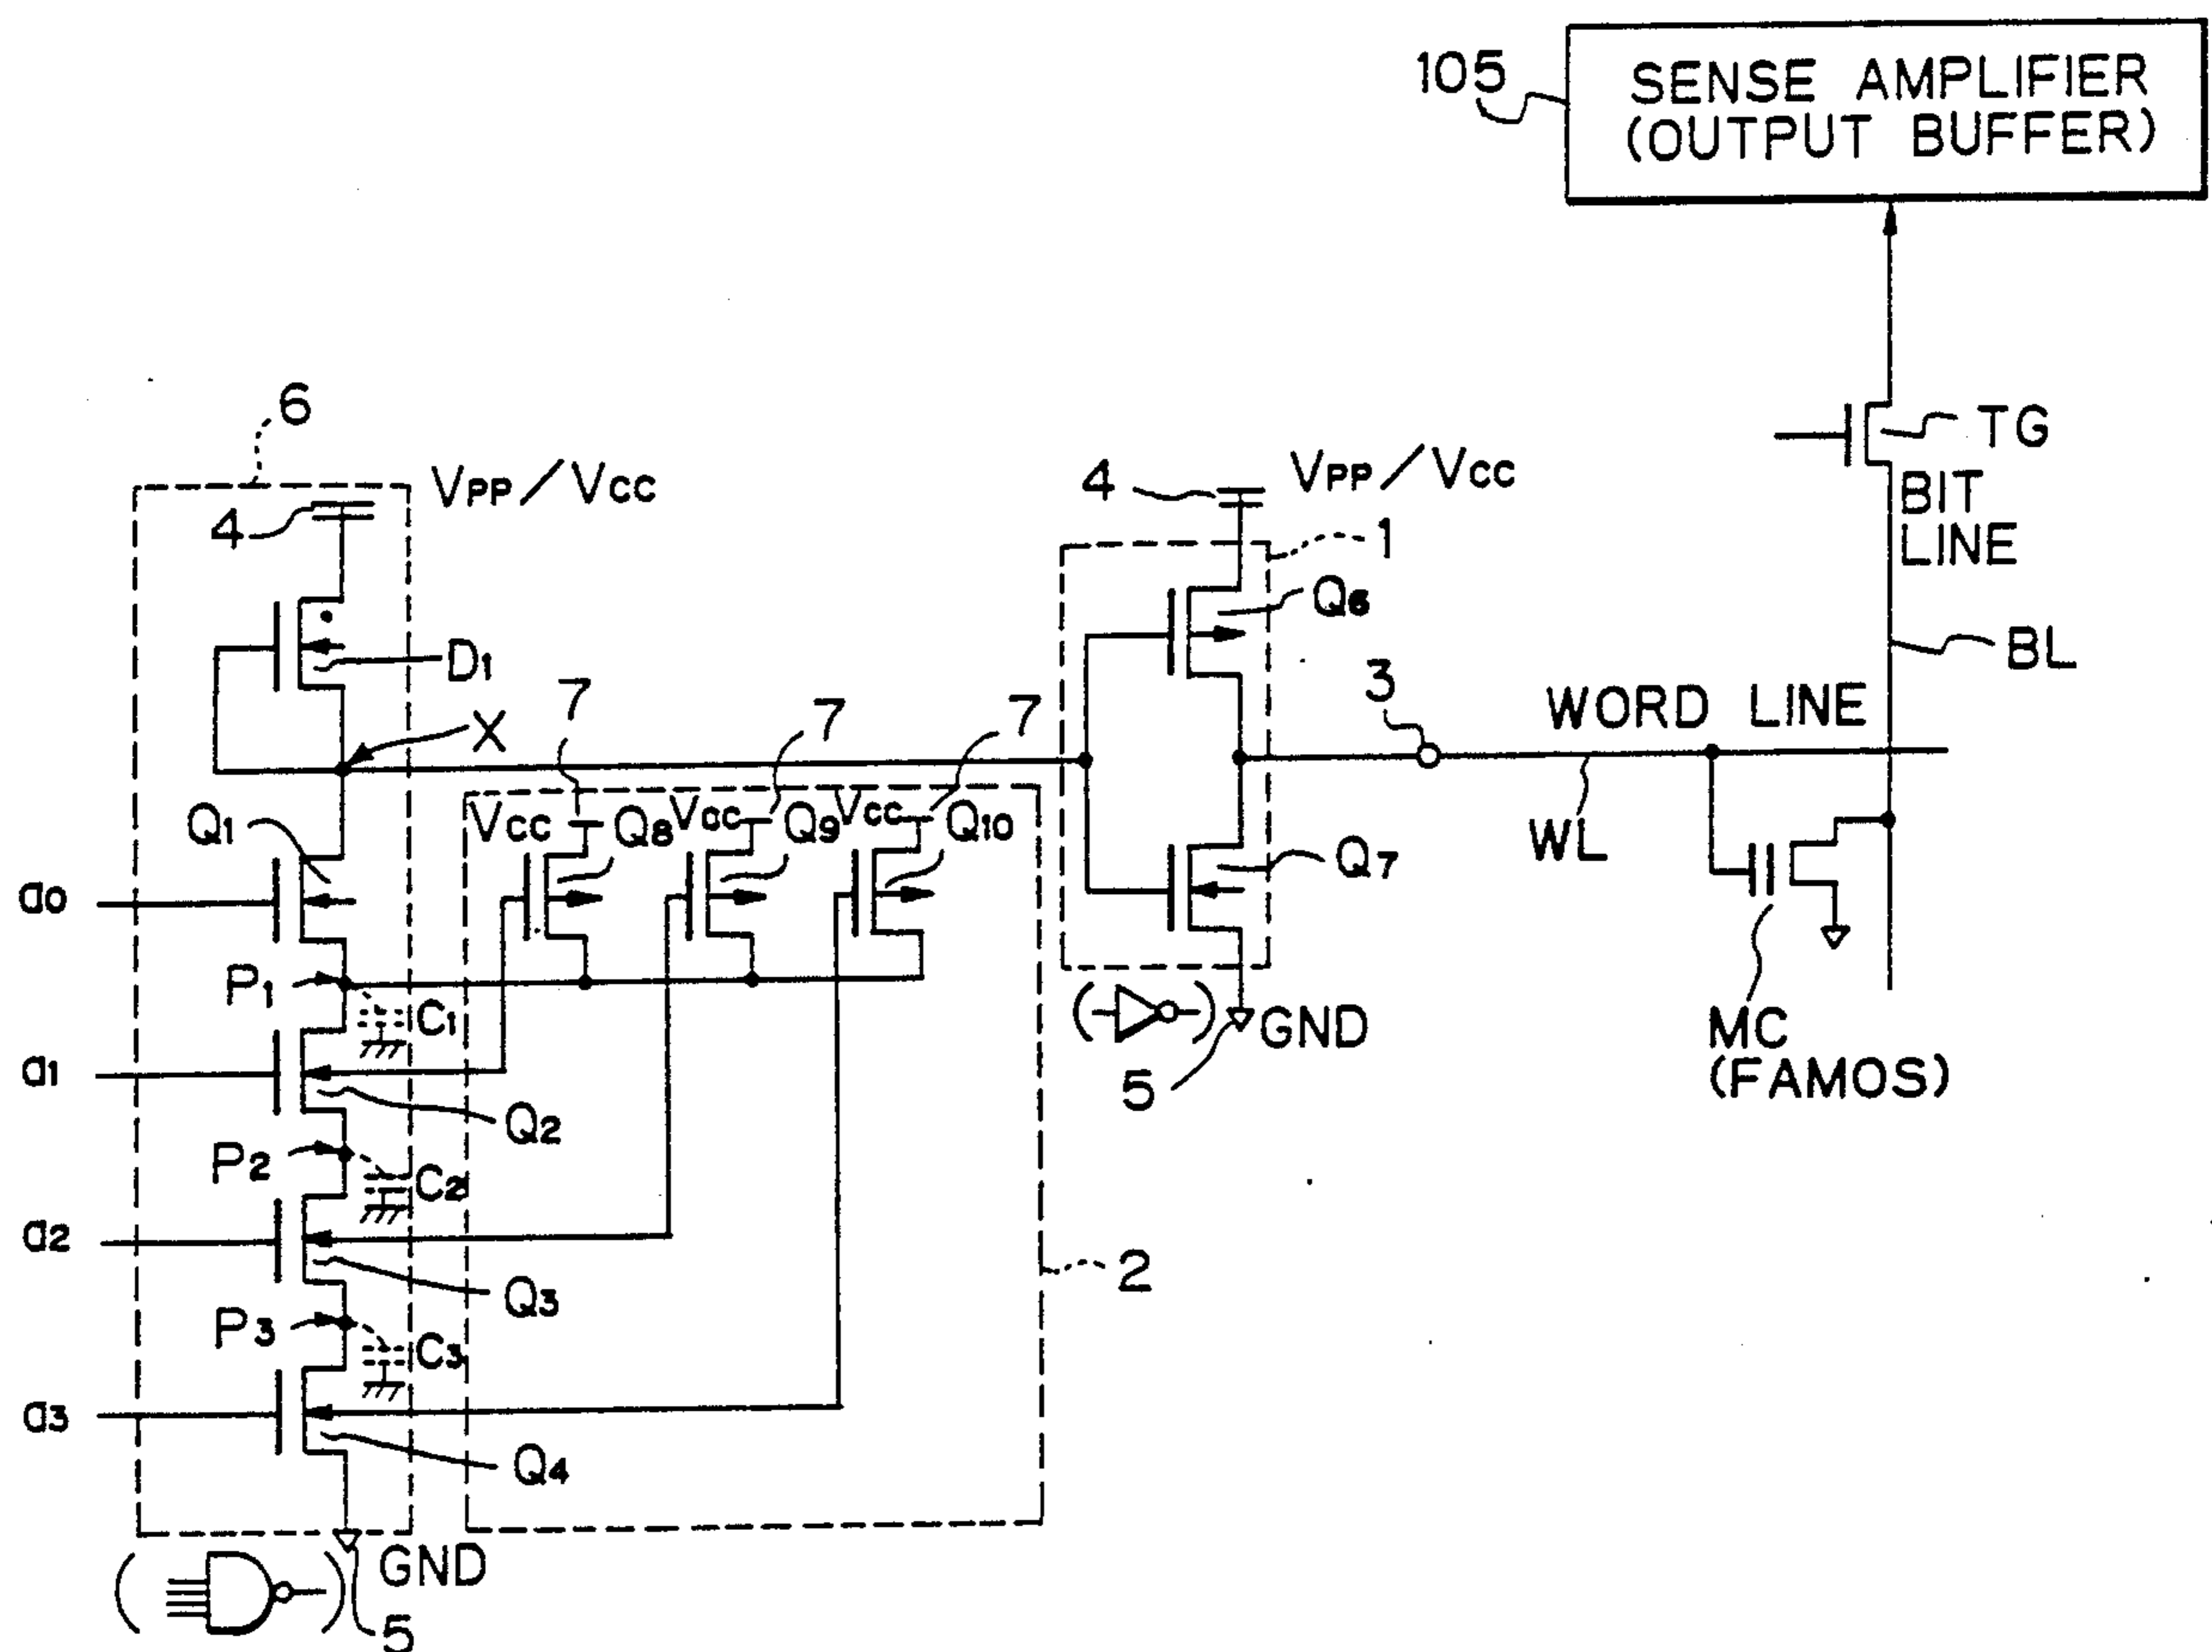 105
SENSE AMPLIFIER
(OUTPUT BUFFER)
TG
BIT
LINE
BL
6
VPP/VCC
4
D1
X
4
VPP/VCC
1
Q6
3
WORD LINE
WL
7
7
7
VCC
Q8
VCC
Q9
VCC
Q10
Q7
Q1
a0
P1
C1
GND
5
MC
(FAMOS)
a1
Q2
P2
C2
a2
Q3
2
P3
C3
a3
Q4
GND
5